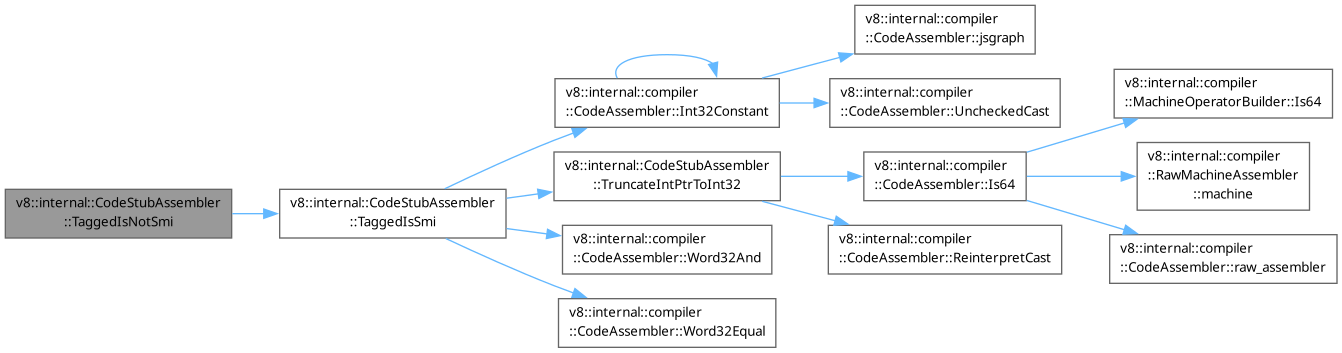 v8::internal::CodeStubAssembler
::TaggedIsNotSmi
v8::internal::CodeStubAssembler
::TaggedIsSmi
v8::internal::compiler
::CodeAssembler::Int32Constant
v8::internal::compiler
::CodeAssembler::jsgraph
v8::internal::compiler
::CodeAssembler::UncheckedCast
v8::internal::CodeStubAssembler
::TruncateIntPtrToInt32
v8::internal::compiler
::CodeAssembler::Is64
v8::internal::compiler
::MachineOperatorBuilder::Is64
v8::internal::compiler
::RawMachineAssembler
::machine
v8::internal::compiler
::CodeAssembler::raw_assembler
v8::internal::compiler
::CodeAssembler::ReinterpretCast
v8::internal::compiler
::CodeAssembler::Word32And
v8::internal::compiler
::CodeAssembler::Word32Equal